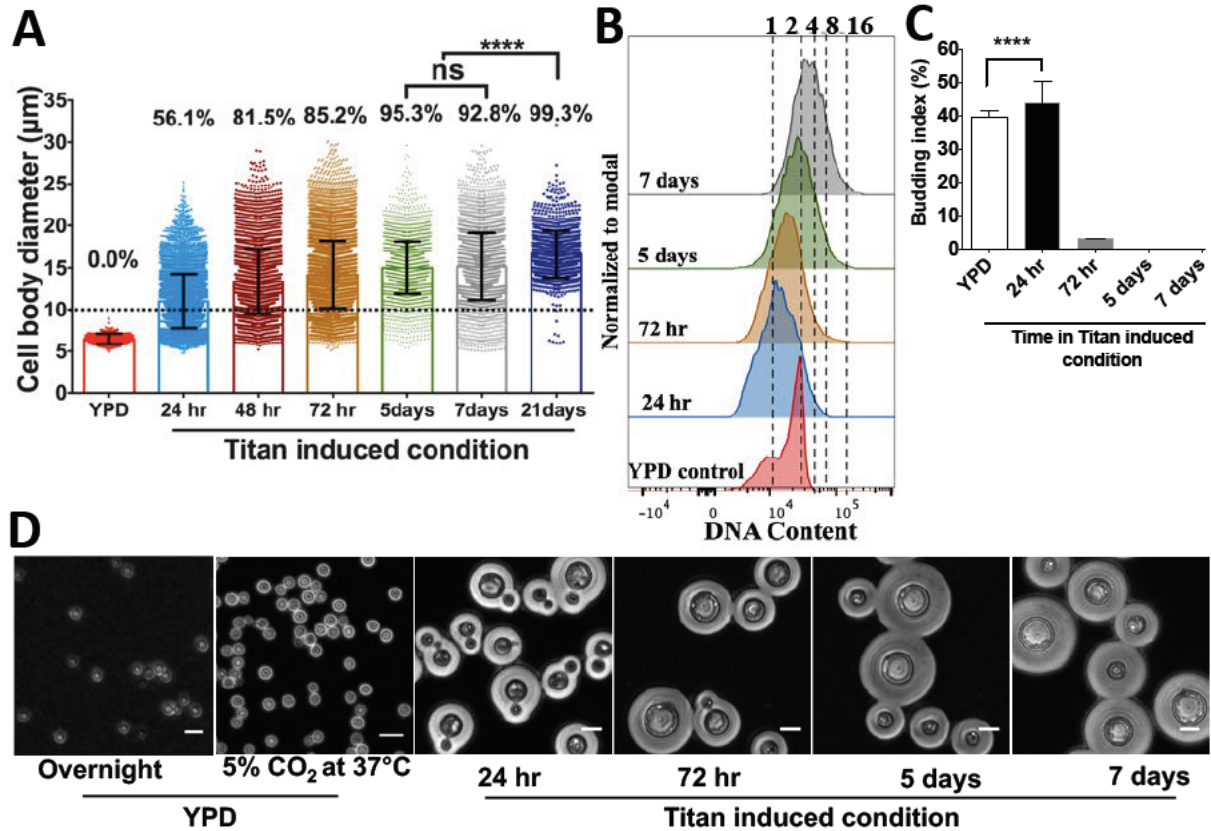 A
****
ns
56.1% 81.5% 85.2% 95.3% 92.8% 99.3%
0.0%
Cell body diameter (µm)
35
30
25
20
15
10
5
0
YPD 24 hr 48 hr 72 hr 5days 7days 21days
Titan induced condition
B
1 2 4 8 16
Normalized to modal
7 days
5 days
72 hr
24 hr
YPD control
-10⁴ 0 10⁴ 10⁵
DNA Content
C
****
Budding index (%)
60
50
40
30
20
10
0
YPD 24 hr 72 hr 5 days 7 days
Time in Titan induced
condition
D
Overnight 5% CO₂ at 37°C 24 hr 72 hr 5 days 7 days
YPD Titan induced condition